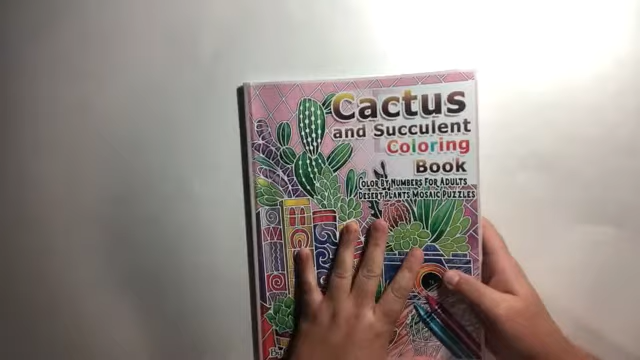 Cactus
and Succulent
Coloring
Book
Color By Numbers For Adults
Desert Plants Mosaic Puzzles